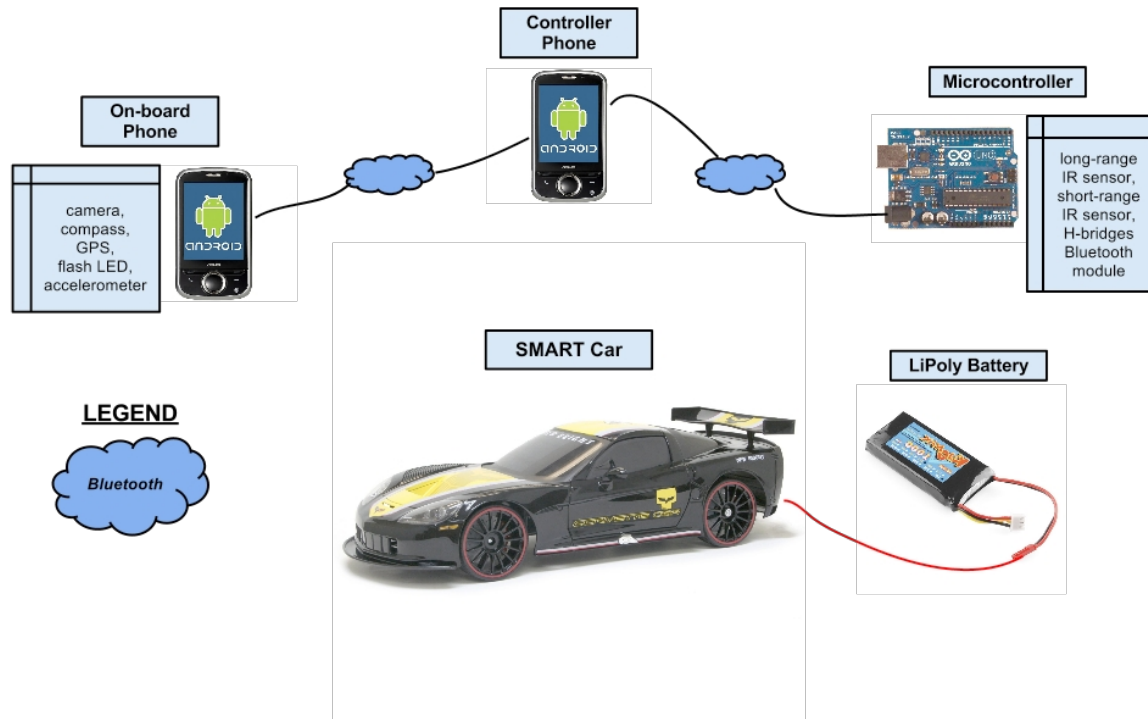 Controller
Phone
On-board
Phone
Microcontroller
camera,
compass,
GPS,
flash LED,
accelerometer
ANDROID
ANDROID
long-range
IR sensor,
short-range
IR sensor,
H-bridges
Bluetooth
module
SMART Car
LiPoly Battery
LEGEND
Bluetooth